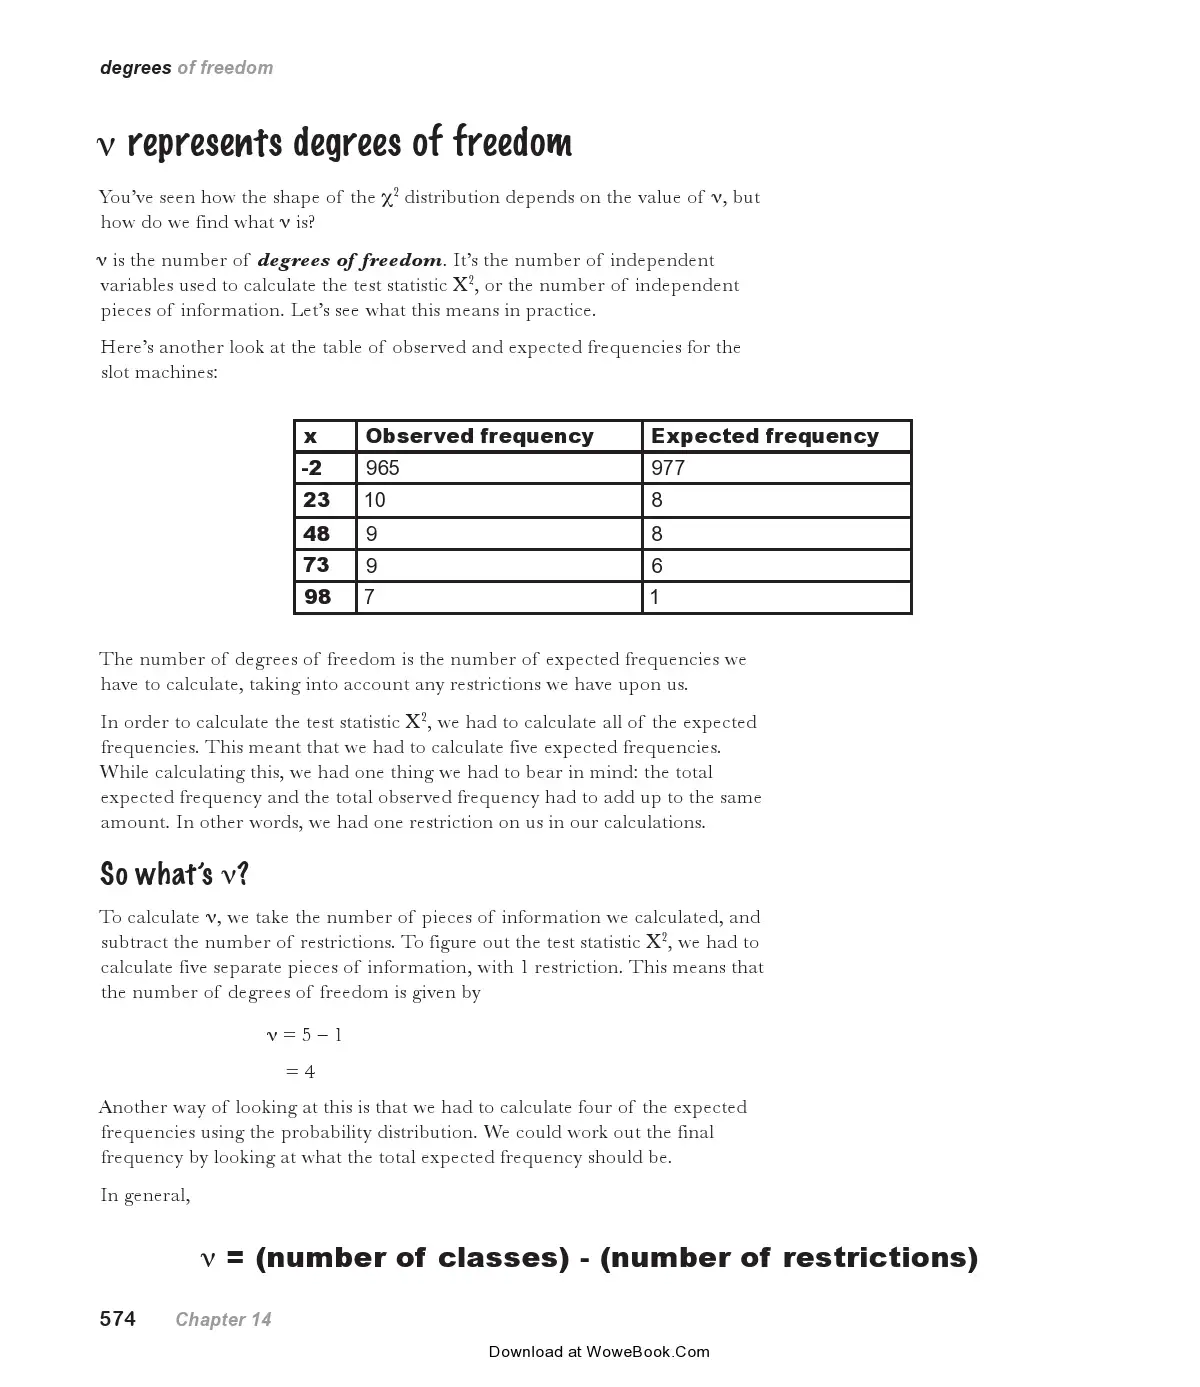 degrees of freedom
ν represents degrees of freedom
You've seen how the shape of the χ² distribution depends on the value of ν, but
how do we find what ν is?
ν is the number of degrees of freedom. It's the number of independent
variables used to calculate the test statistic X², or the number of independent
pieces of information. Let's see what this means in practice.
Here's another look at the table of observed and expected frequencies for the
slot machines:
x Observed frequency Expected frequency
-2 965 977
23 10 8
48 9 8
73 9 6
98 7 1
The number of degrees of freedom is the number of expected frequencies we
have to calculate, taking into account any restrictions we have upon us.
In order to calculate the test statistic X², we had to calculate all of the expected
frequencies. This meant that we had to calculate five expected frequencies.
While calculating this, we had one thing we had to bear in mind: the total
expected frequency and the total observed frequency had to add up to the same
amount. In other words, we had one restriction on us in our calculations.
So what's ν?
To calculate ν, we take the number of pieces of information we calculated, and
subtract the number of restrictions. To figure out the test statistic X², we had to
calculate five separate pieces of information, with 1 restriction. This means that
the number of degrees of freedom is given by
ν = 5 – 1
= 4
Another way of looking at this is that we had to calculate four of the expected
frequencies using the probability distribution. We could work out the final
frequency by looking at what the total expected frequency should be.
In general,
ν = (number of classes) - (number of restrictions)
574 Chapter 14
Download at WoweBook.Com